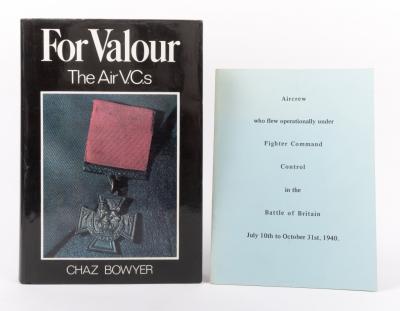 For Valour
The Air V.C.s
CHAZ BOWYER
Aircrew
who flew operationally under
Fighter Command
Control
in the
Battle of Britain
July 10th to October 31st, 1940.